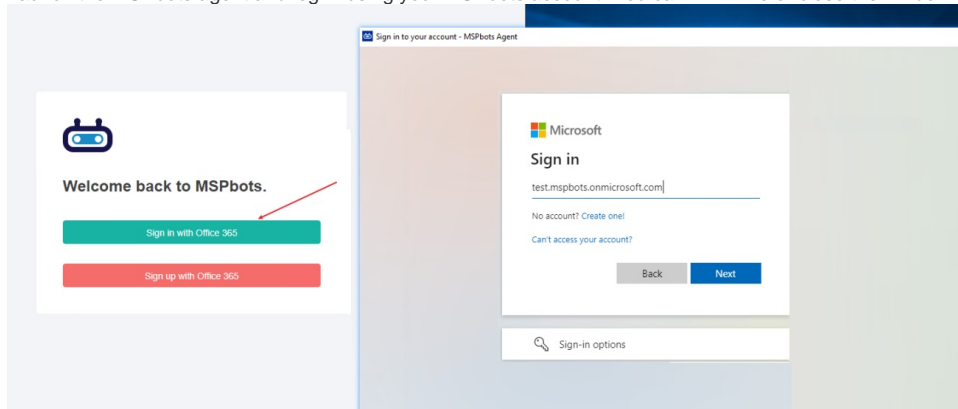 Sign in to your account - MSPbots Agent
Welcome back to MSPbots.
Sign in with Office 365
Sign up with Office 365
Microsoft
Sign in
test.mspbots.onmicrosoft.com
No account? Create one!
Can't access your account?
Back Next
Sign-in options